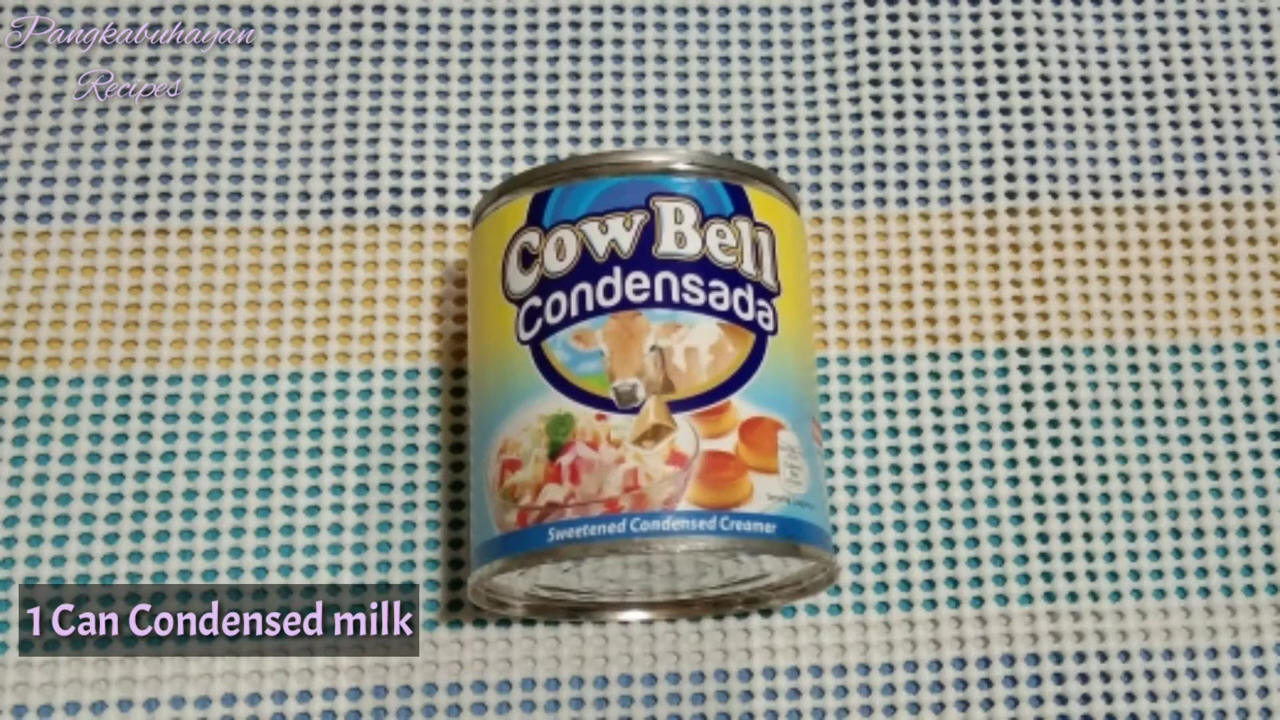 Pangkabuhayan
Recipes
Cow Bell
Condensada
Sweetened Condensed Creamer
1 Can Condensed milk